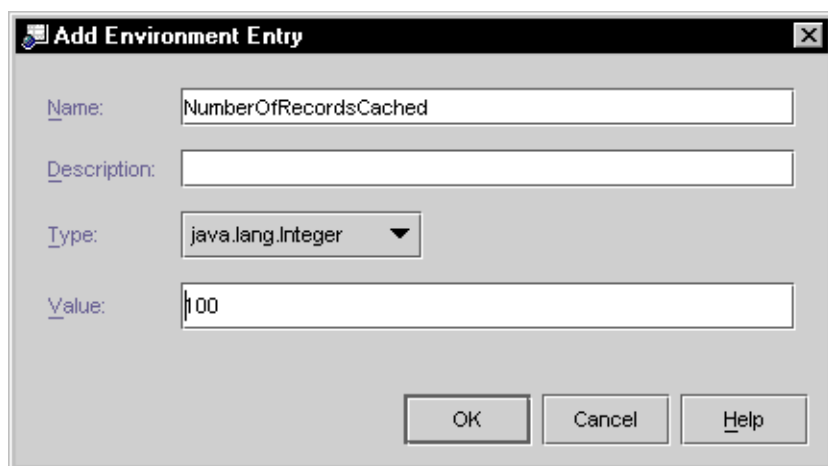 Add Environment Entry
Name: NumberOfRecordsCached
Description:
Type: java.lang.Integer
Value: 100
OK Cancel Help